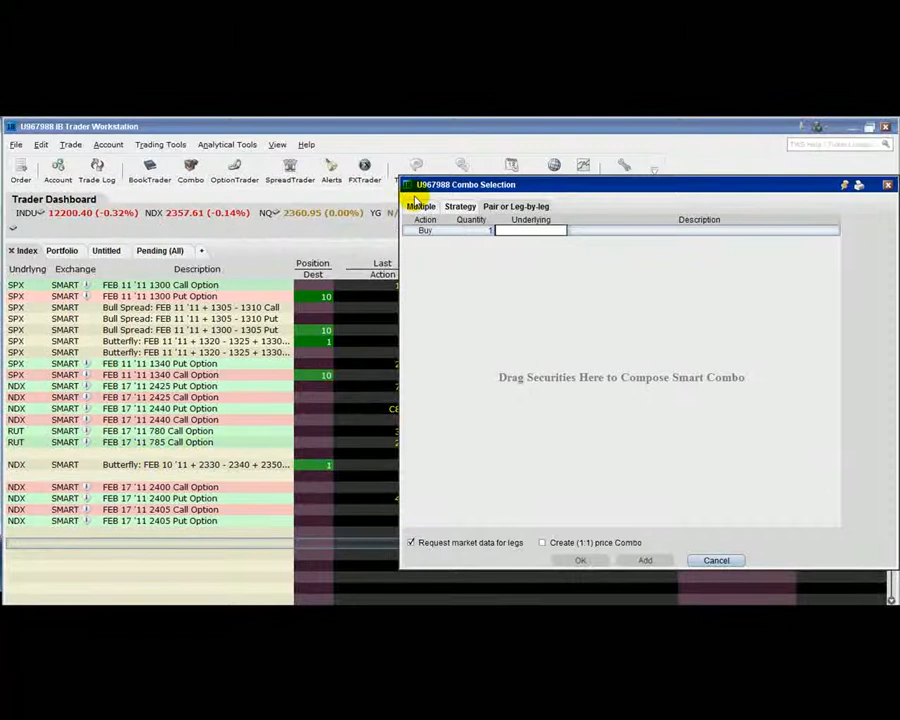 U967988 IB Trader Workstation
File Edit Trade Account Trading Tools Analytical Tools View Help
TWS Help
Order Account Trade Log BookTrader Combo OptionTrader SpreadTrader Alerts FXTrader
Trader Dashboard
INDU 12200.40 (-0.32%) NDX 2357.61 (-0.14%) NQ 2360.95 (0.00%) YG
Index Portfolio Untitled Pending (All) +
Undrlyng Exchange Description Position Last
Dest Action
SPX SMART FEB 11 '11 1300 Call Option
SPX SMART FEB 11 '11 1300 Put Option 10
SPX SMART Bull Spread: FEB 11 '11 + 1305 - 1310 Call
SPX SMART Bull Spread: FEB 11 '11 + 1305 - 1310 Put
SPX SMART Bull Spread: FEB 11 '11 + 1300 - 1305 Put 10
SPX SMART Butterfly: FEB 11 '11 + 1320 - 1325 + 1330... 1
SPX SMART Butterfly: FEB 11 '11 + 1320 - 1325 + 1330...
SPX SMART FEB 11 '11 1340 Put Option
SPX SMART FEB 11 '11 1340 Call Option 10
NDX SMART FEB 17 '11 2425 Put Option
NDX SMART FEB 17 '11 2425 Call Option
NDX SMART FEB 17 '11 2440 Put Option
NDX SMART FEB 17 '11 2440 Call Option
RUT SMART FEB 17 '11 780 Call Option
RUT SMART FEB 17 '11 785 Call Option
NDX SMART Butterfly: FEB 10 '11 + 2330 - 2340 + 2350... 1
NDX SMART FEB 17 '11 2400 Call Option
NDX SMART FEB 17 '11 2400 Put Option
NDX SMART FEB 17 '11 2405 Call Option
NDX SMART FEB 17 '11 2405 Put Option
U967988 Combo Selection
Multiple Strategy Pair or Leg-by-leg
Action Quantity Underlying Description
Buy 1
Drag Securities Here to Compose Smart Combo
Request market data for legs Create (1:1) price Combo
OK Add Cancel